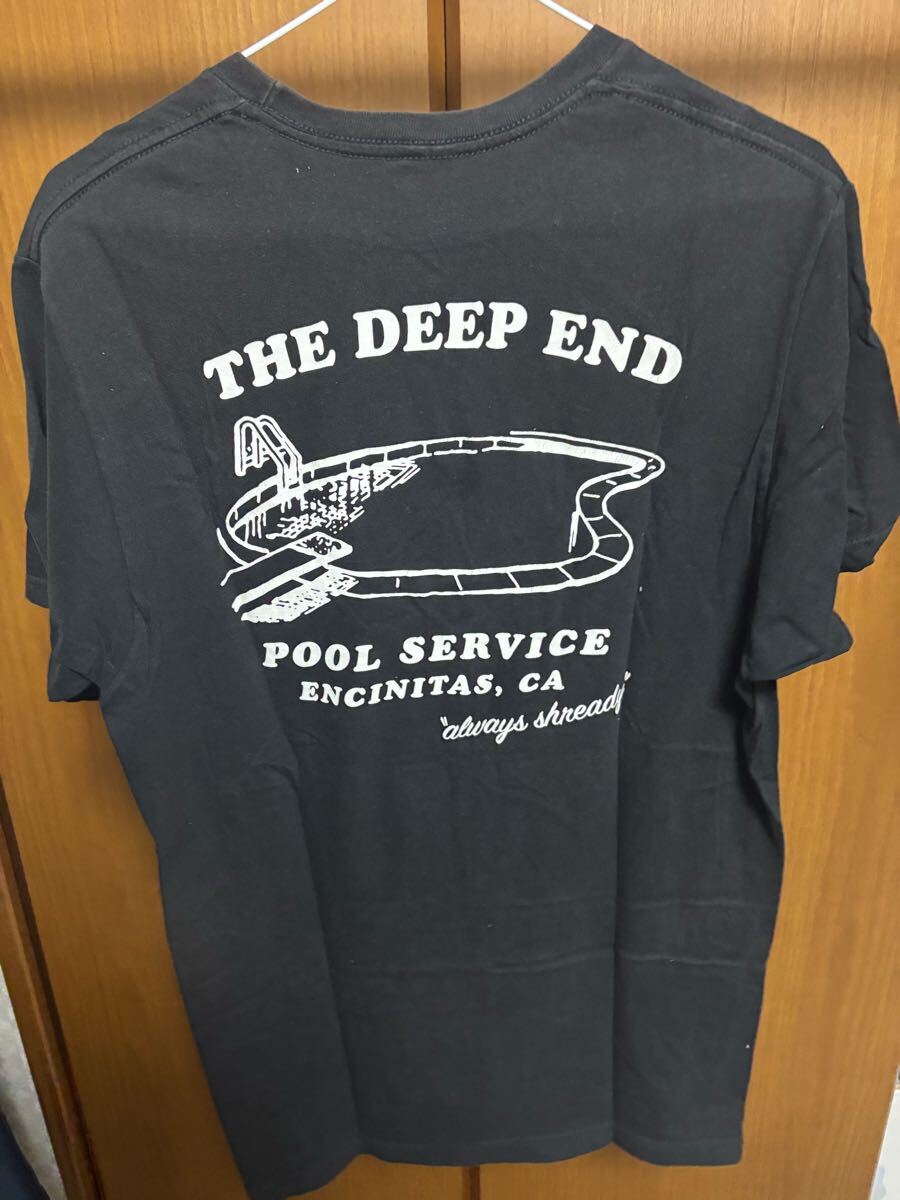 THE DEEP END
POOL SERVICE
ENCINITAS, CA
"always shready"